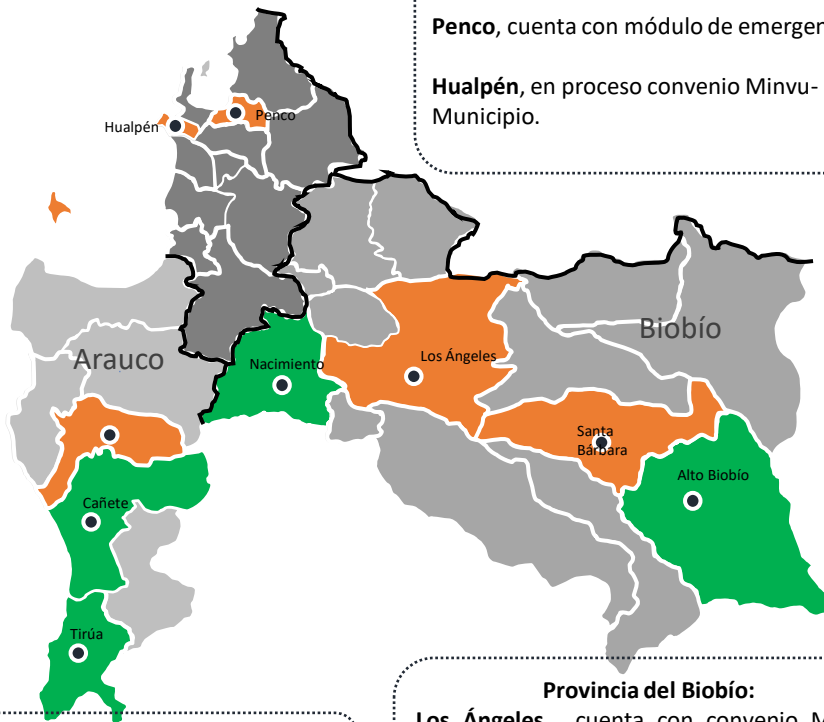 Penco, cuenta con módulo de emergen
Hualpén, en proceso convenio Minvu-
Municipio.
Penco
Hualpén
Biobío
Arauco
Nacimiento
Los Ángeles
Santa
Bárbara
Alto Biobío
Cañete
Tirúa
Provincia del Biobío:
Los Ángeles, cuenta con convenio M